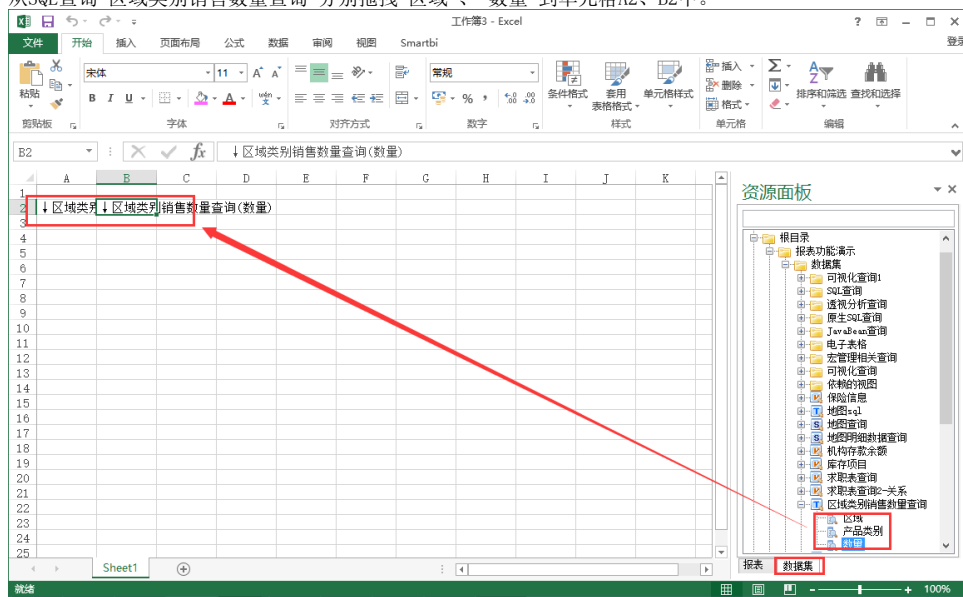 从SQL查询“区域类别销售数量查询”分别拖拽“区域”、“数量”到单元格A2、B2中。
工作簿3 - Excel
文件 开始 插入 页面布局 公式 数据 审阅 视图 Smartbi 登录
粘贴 宋体 11 常规 条件格式 套用 表格格式 单元格样式 插入 删除 格式 排序和筛选 查找和选择
剪贴板 字体 对齐方式 数字 样式 单元格 编辑
B2 fx ↓区域类别销售数量查询(数量)
A B C D E F G H I J K
1
2 ↓区域类别 ↓区域类别销售数量查询(数量)
3
4
5
6
7
8
9
10
11
12
13
14
15
16
17
18
19
20
21
22
23
24
25
资源面板
根目录
报表功能演示
数据集
可视化查询1
SQL查询
透视分析查询
原生SQL查询
JavaBean查询
电子表格
宏管理相关查询
可视化查询
依赖的视图
保险信息
地图sql
地图查询
地图明细数据查询
机构存款余额
库存项目
求职表查询
求职表查询2-关系
区域类别销售数量查询
区域
产品类别
数量
报表 数据集
Sheet1
就绪 100%